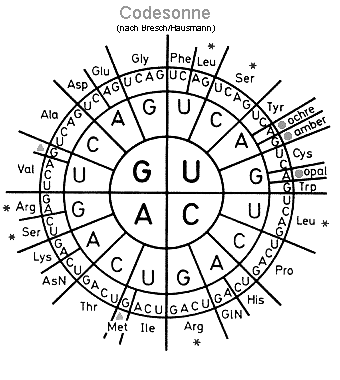 Codesonne
(nach Bresch/Hausmann)
Gly
Phe
Leu
*
Ser
*
Tyr
ochre
amber
Cys
opal
Trp
Leu
*
Pro
His
GlN
Arg
*
Ile
Met
Thr
AsN
Lys
Ser
*
Arg
*
Val
Ala
Asp
Glu
G U
A C
U C A G
U C A G
U C A G
U C A G
U C A G U C A G U C A G U C A G
U C A G U C A G U C A G U C A G
U C A G U C A G U C A G U C A G
U C A G U C A G U C A G U C A G